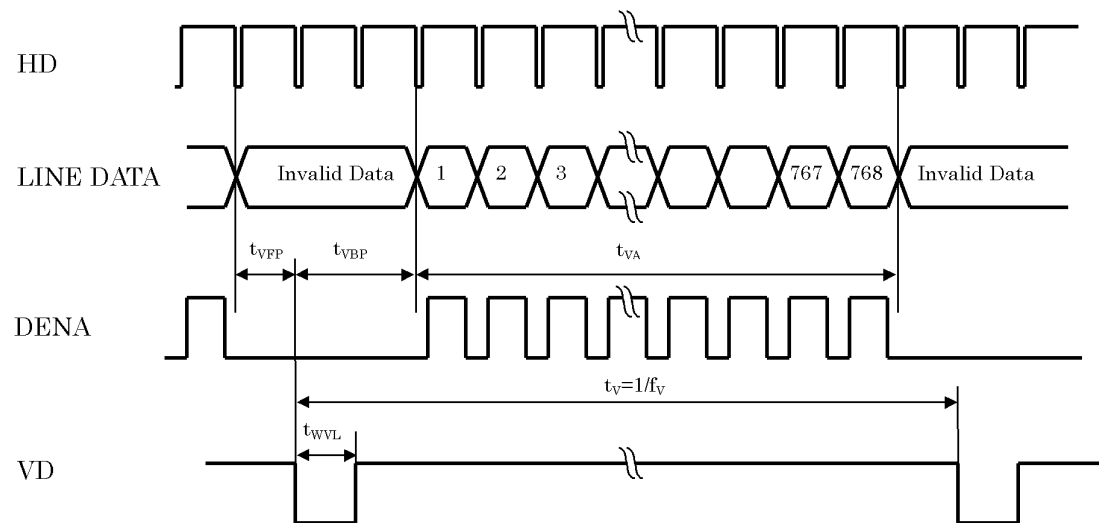 HD
LINE DATA Invalid Data 1 2 3 767 768 Invalid Data
tVFP tVBP tVA
DENA
tV=1/fV
tWVL
VD